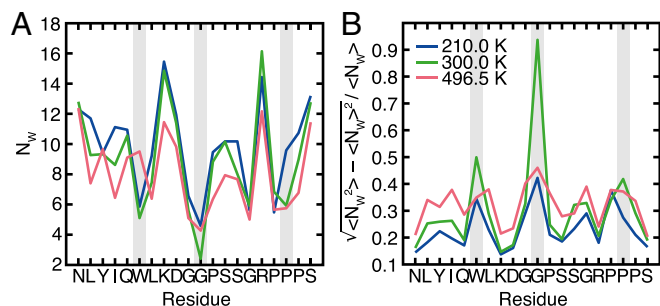 A
18
16
14
12
10
8
6
4
2
N_W
NLYIQWLKDGGPSSGRPPPS
Residue
B
0.9
0.8
0.7
0.6
0.5
0.4
0.3
0.2
0.1
√<N_W²> − <N_W>² / <N_W>
210.0 K
300.0 K
496.5 K
NLYIQWLKDGGPSSGRPPPS
Residue